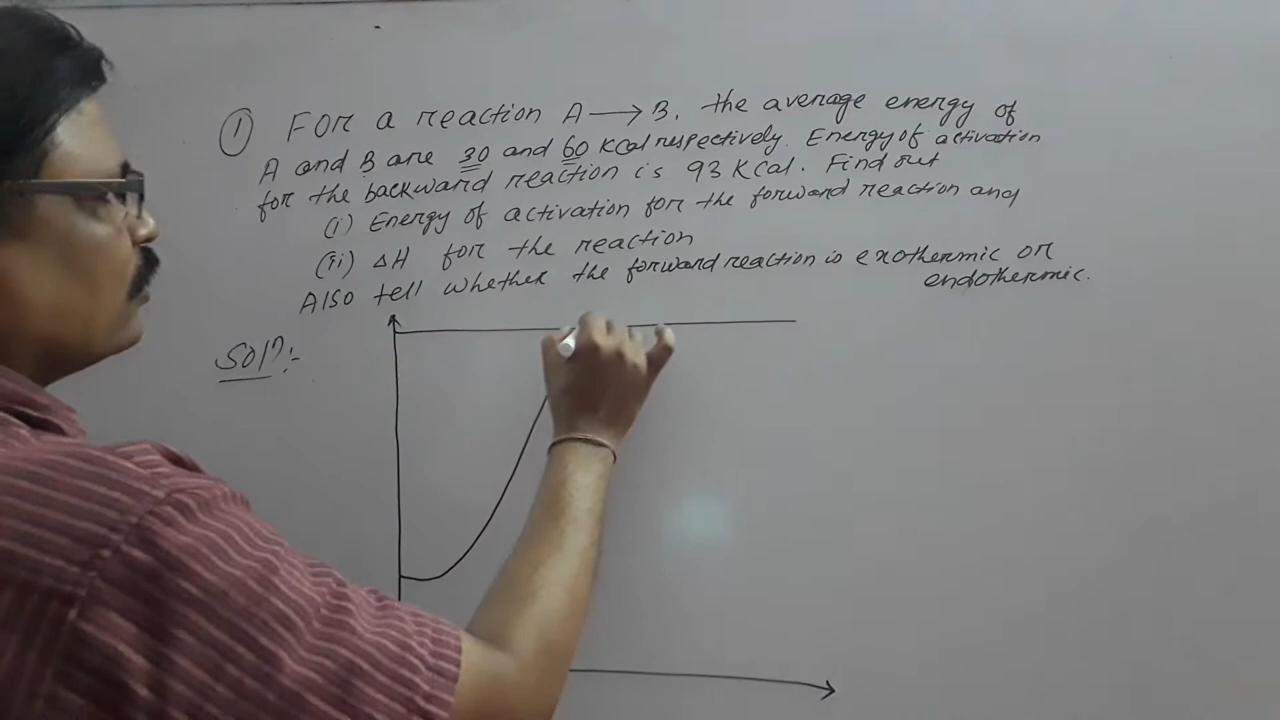 ① For a reaction A → B, the average energy of
A and B are 30 and 60 Kcal respectively. Energy of activation
for the backward reaction is 93 Kcal. Find out
(i) Energy of activation for the forward reaction and
(ii) ΔH for the reaction
Also tell whether the forward reaction is exothermic or
endothermic.
Solⁿ:-